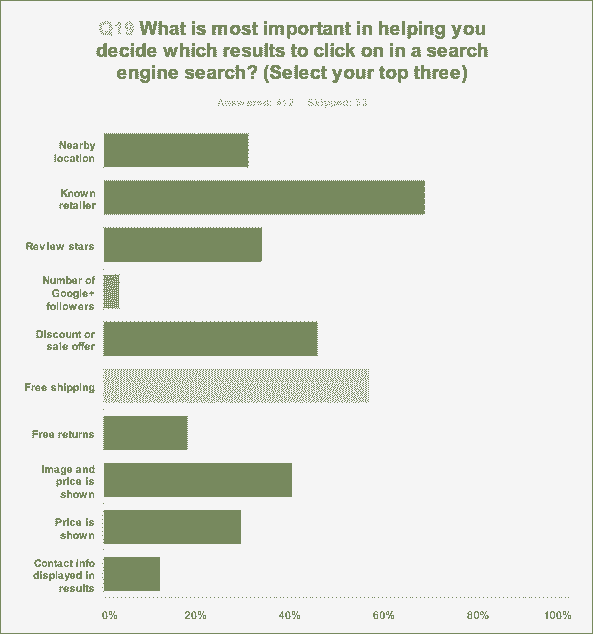 Q19 What is most important in helping you
decide which results to click on in a search
engine search? (Select your top three)
Answered: Skipped:
Nearby
location
Known
retailer
Review stars
Number of
Google+
followers
Discount or
sale offer
Free shipping
Free returns
Image and
price is
shown
Price is
shown
Contact info
displayed in
results
0% 20% 40% 60% 80% 100%